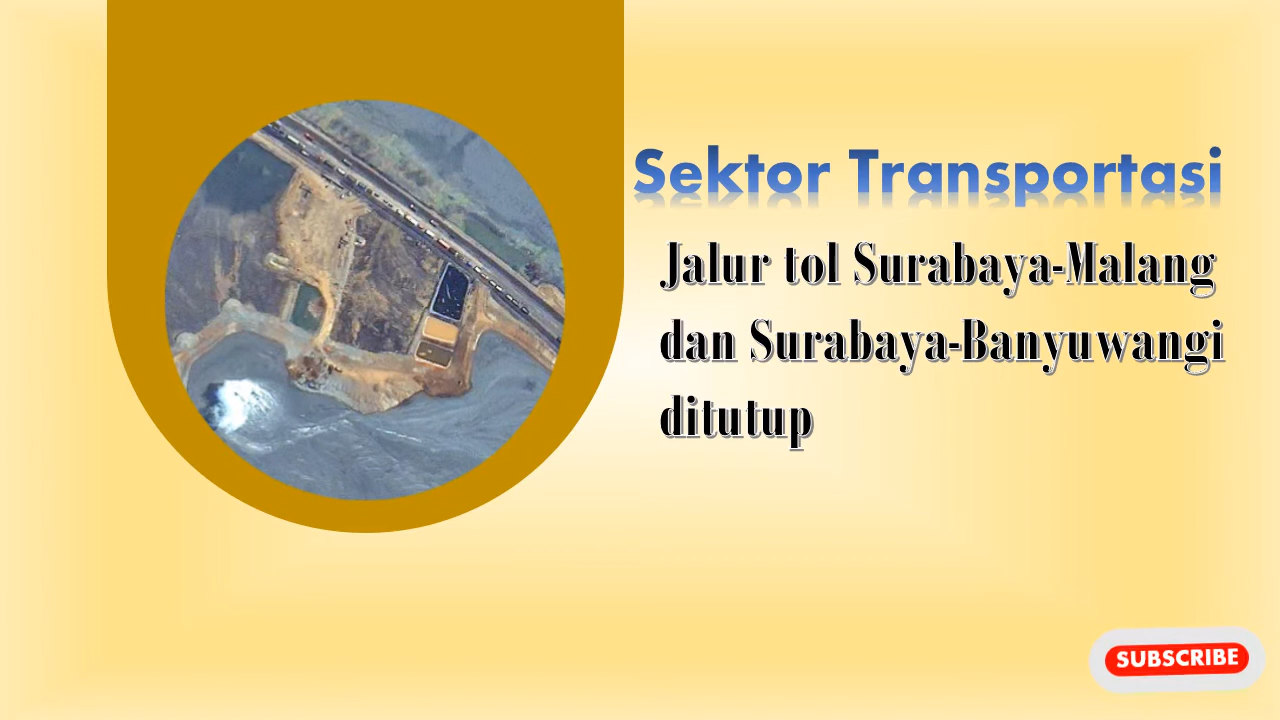 Sektor Transportasi
Jalur tol Surabaya-Malang
dan Surabaya-Banyuwangi
ditutup
SUBSCRIBE